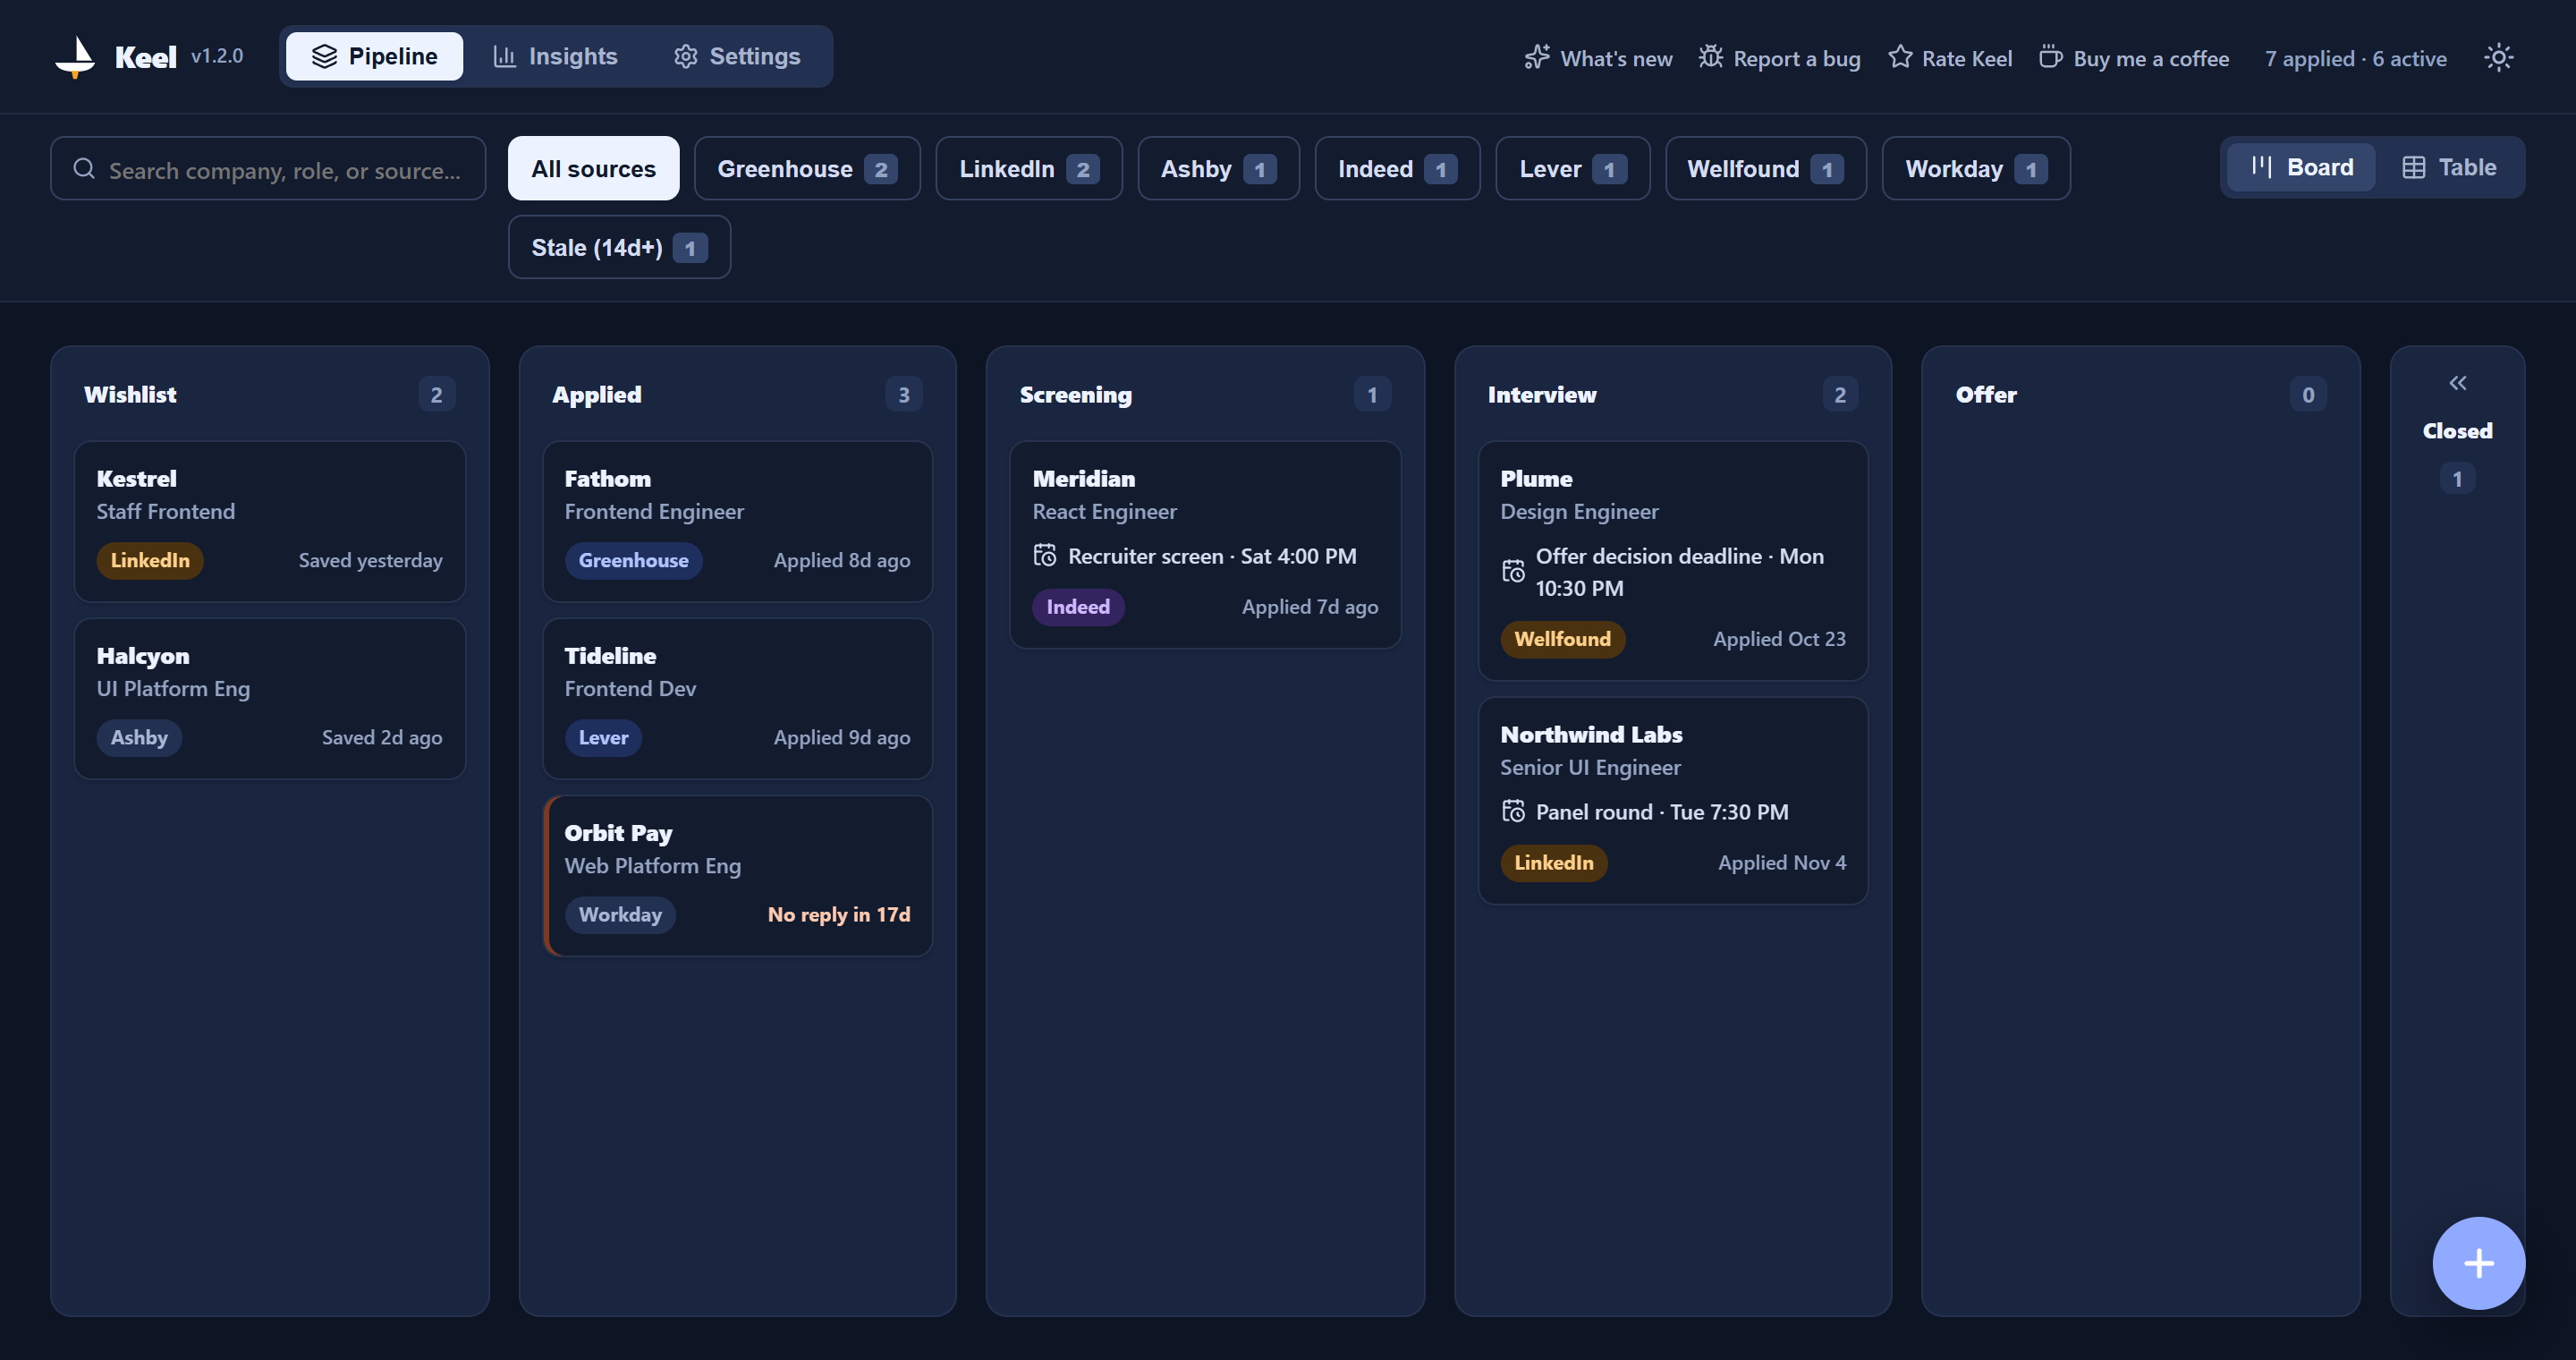 Keel v1.2.0
Pipeline
Insights
Settings
What's new
Report a bug
Rate Keel
Buy me a coffee
7 applied · 6 active
Search company, role, or source...
All sources
Greenhouse 2
LinkedIn 2
Ashby 1
Indeed 1
Lever 1
Wellfound 1
Workday 1
Stale (14d+) 1
Board
Table
Wishlist 2
Kestrel
Staff Frontend
LinkedIn Saved yesterday
Halcyon
UI Platform Eng
Ashby Saved 2d ago
Applied 3
Fathom
Frontend Engineer
Greenhouse Applied 8d ago
Tideline
Frontend Dev
Lever Applied 9d ago
Orbit Pay
Web Platform Eng
Workday No reply in 17d
Screening 1
Meridian
React Engineer
Recruiter screen · Sat 4:00 PM
Indeed Applied 7d ago
Interview 2
Plume
Design Engineer
Offer decision deadline · Mon
10:30 PM
Wellfound Applied Oct 23
Northwind Labs
Senior UI Engineer
Panel round · Tue 7:30 PM
LinkedIn Applied Nov 4
Offer 0
Closed
1